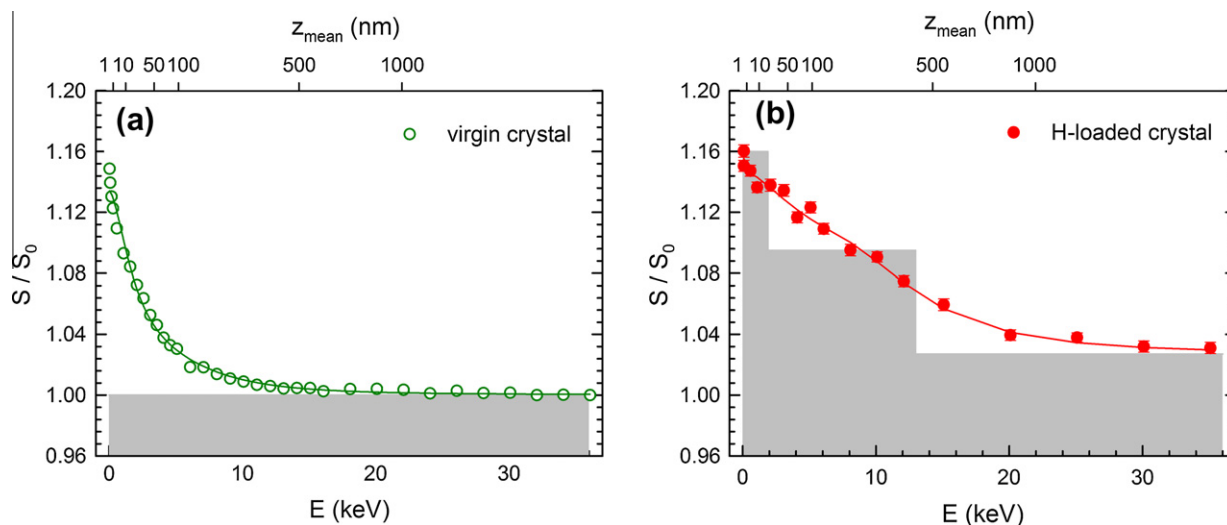 z_mean (nm)
1 10 50 100 500 1000
1.20
(a)
virgin crystal
1.16
1.12
S / S_0
1.08
1.04
1.00
0.96
0 10 20 30
E (keV)
z_mean (nm)
1 10 50 100 500 1000
1.20
(b)
H-loaded crystal
1.16
1.12
S / S_0
1.08
1.04
1.00
0.96
0 10 20 30
E (keV)